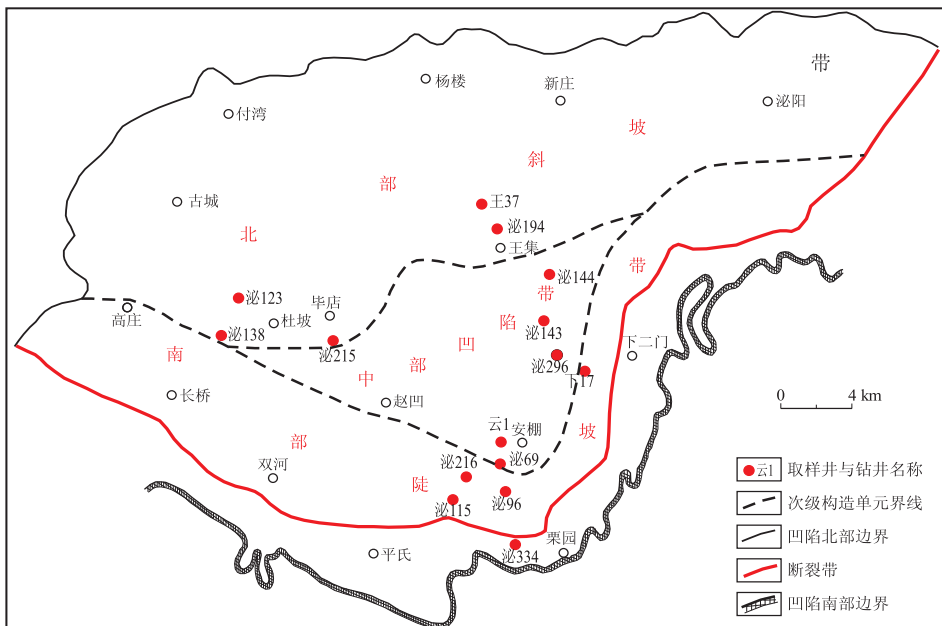 带
杨楼
新庄
泌阳
付湾
坡
斜
部
古城
王37
泌194
北
王集
带
泌144
泌123
带
高庄
杜坡
毕店
陷
泌138
泌215
泌143
南
凹
部
泌296
下二门
中
下17
长桥
赵凹
0
4 km
部
云1
安棚
坡
泌69
双河
泌216
陡
泌96
泌115
平氏
泌334
栗园
云1
取样井与钻井名称
次级构造单元界线
凹陷北部边界
断裂带
凹陷南部边界